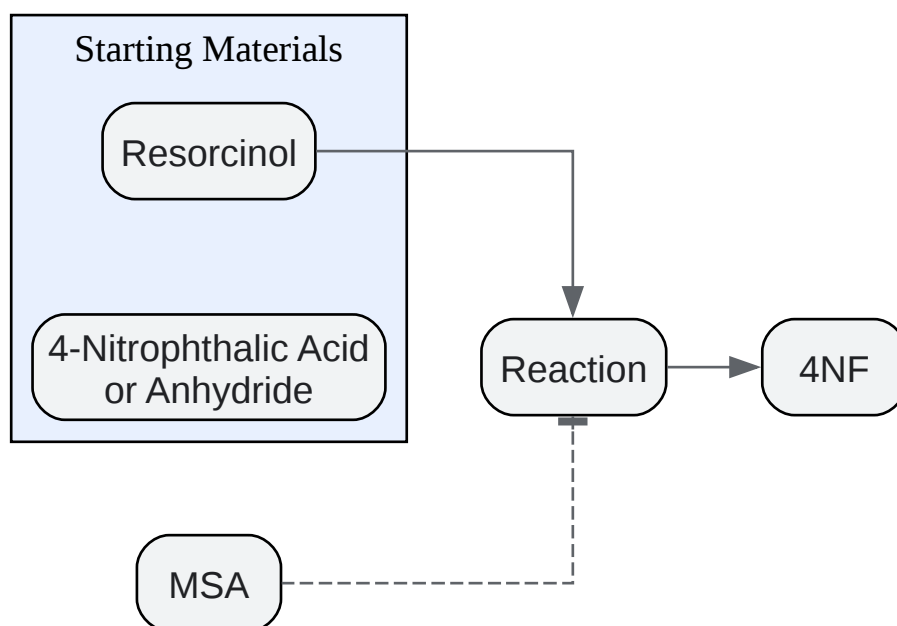 Starting Materials
Resorcinol
4-Nitrophthalic Acid
or Anhydride
Reaction
4NF
MSA